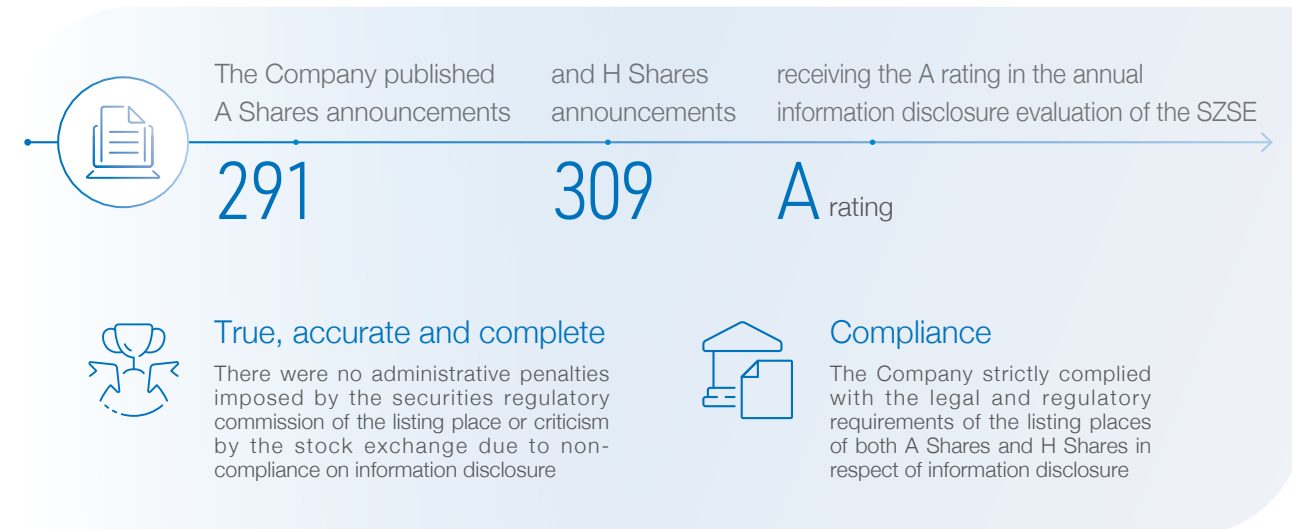 The Company published
A Shares announcements
291
and H Shares
announcements
309
receiving the A rating in the annual
information disclosure evaluation of the SZSE
A rating
True, accurate and complete
There were no administrative penalties
imposed by the securities regulatory
commission of the listing place or criticism
by the stock exchange due to non-
compliance on information disclosure
Compliance
The Company strictly complied
with the legal and regulatory
requirements of the listing places
of both A Shares and H Shares in
respect of information disclosure